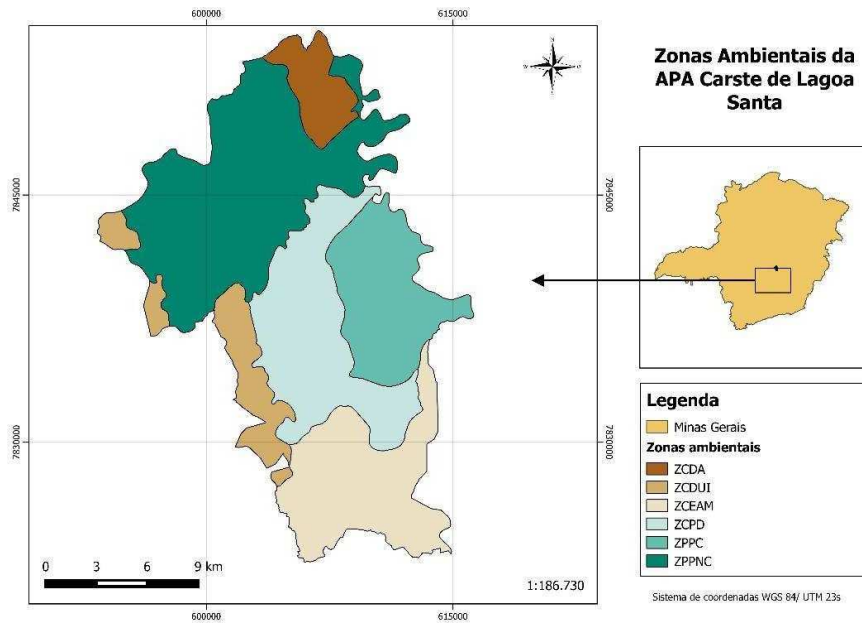 600000
615000
Zonas Ambientais da
APA Carste de Lagoa
Santa
7845000
7845000
Legenda
Minas Gerais
Zonas ambientais
ZCDA
ZCDUI
ZCEAM
ZCPD
ZPPC
ZPPNC
7830000
7830000
0 3 6 9 km
1:186.730
Sistema de coordenadas WGS 84/ UTM 23s
600000
615000